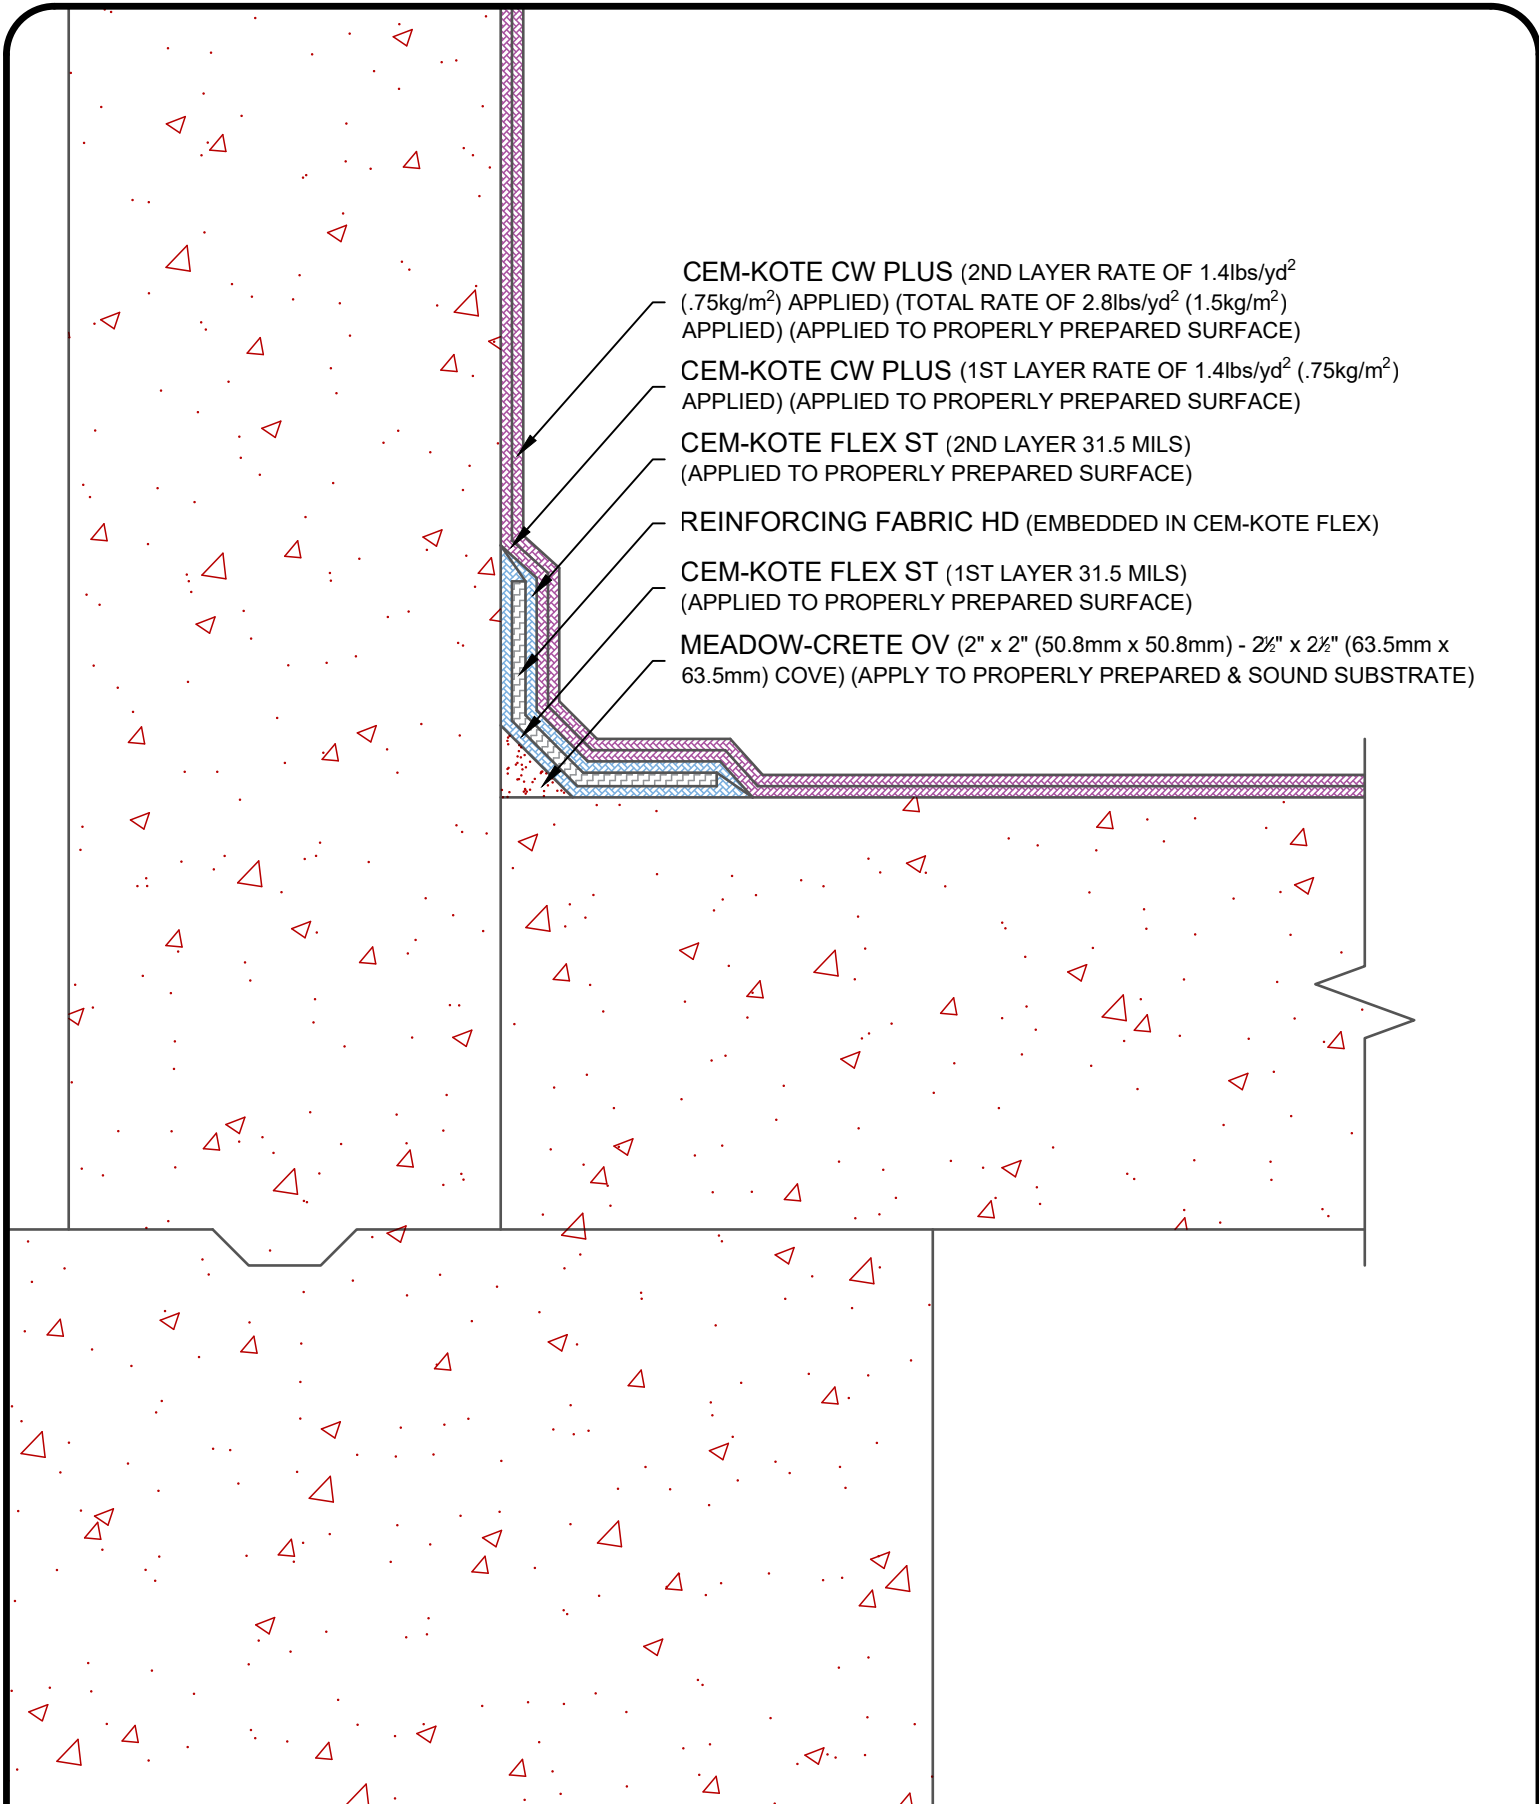 CEM-KOTE CW PLUS (2ND LAYER RATE OF 1.4lbs/yd²
(.75kg/m²) APPLIED) (TOTAL RATE OF 2.8lbs/yd² (1.5kg/m²)
APPLIED) (APPLIED TO PROPERLY PREPARED SURFACE)
CEM-KOTE CW PLUS (1ST LAYER RATE OF 1.4lbs/yd² (.75kg/m²)
APPLIED) (APPLIED TO PROPERLY PREPARED SURFACE)
CEM-KOTE FLEX ST (2ND LAYER 31.5 MILS)
(APPLIED TO PROPERLY PREPARED SURFACE)
REINFORCING FABRIC HD (EMBEDDED IN CEM-KOTE FLEX)
CEM-KOTE FLEX ST (1ST LAYER 31.5 MILS)
(APPLIED TO PROPERLY PREPARED SURFACE)
MEADOW-CRETE OV (2" x 2" (50.8mm x 50.8mm) - 2½" x 2½" (63.5mm x
63.5mm) COVE) (APPLY TO PROPERLY PREPARED & SOUND SUBSTRATE)